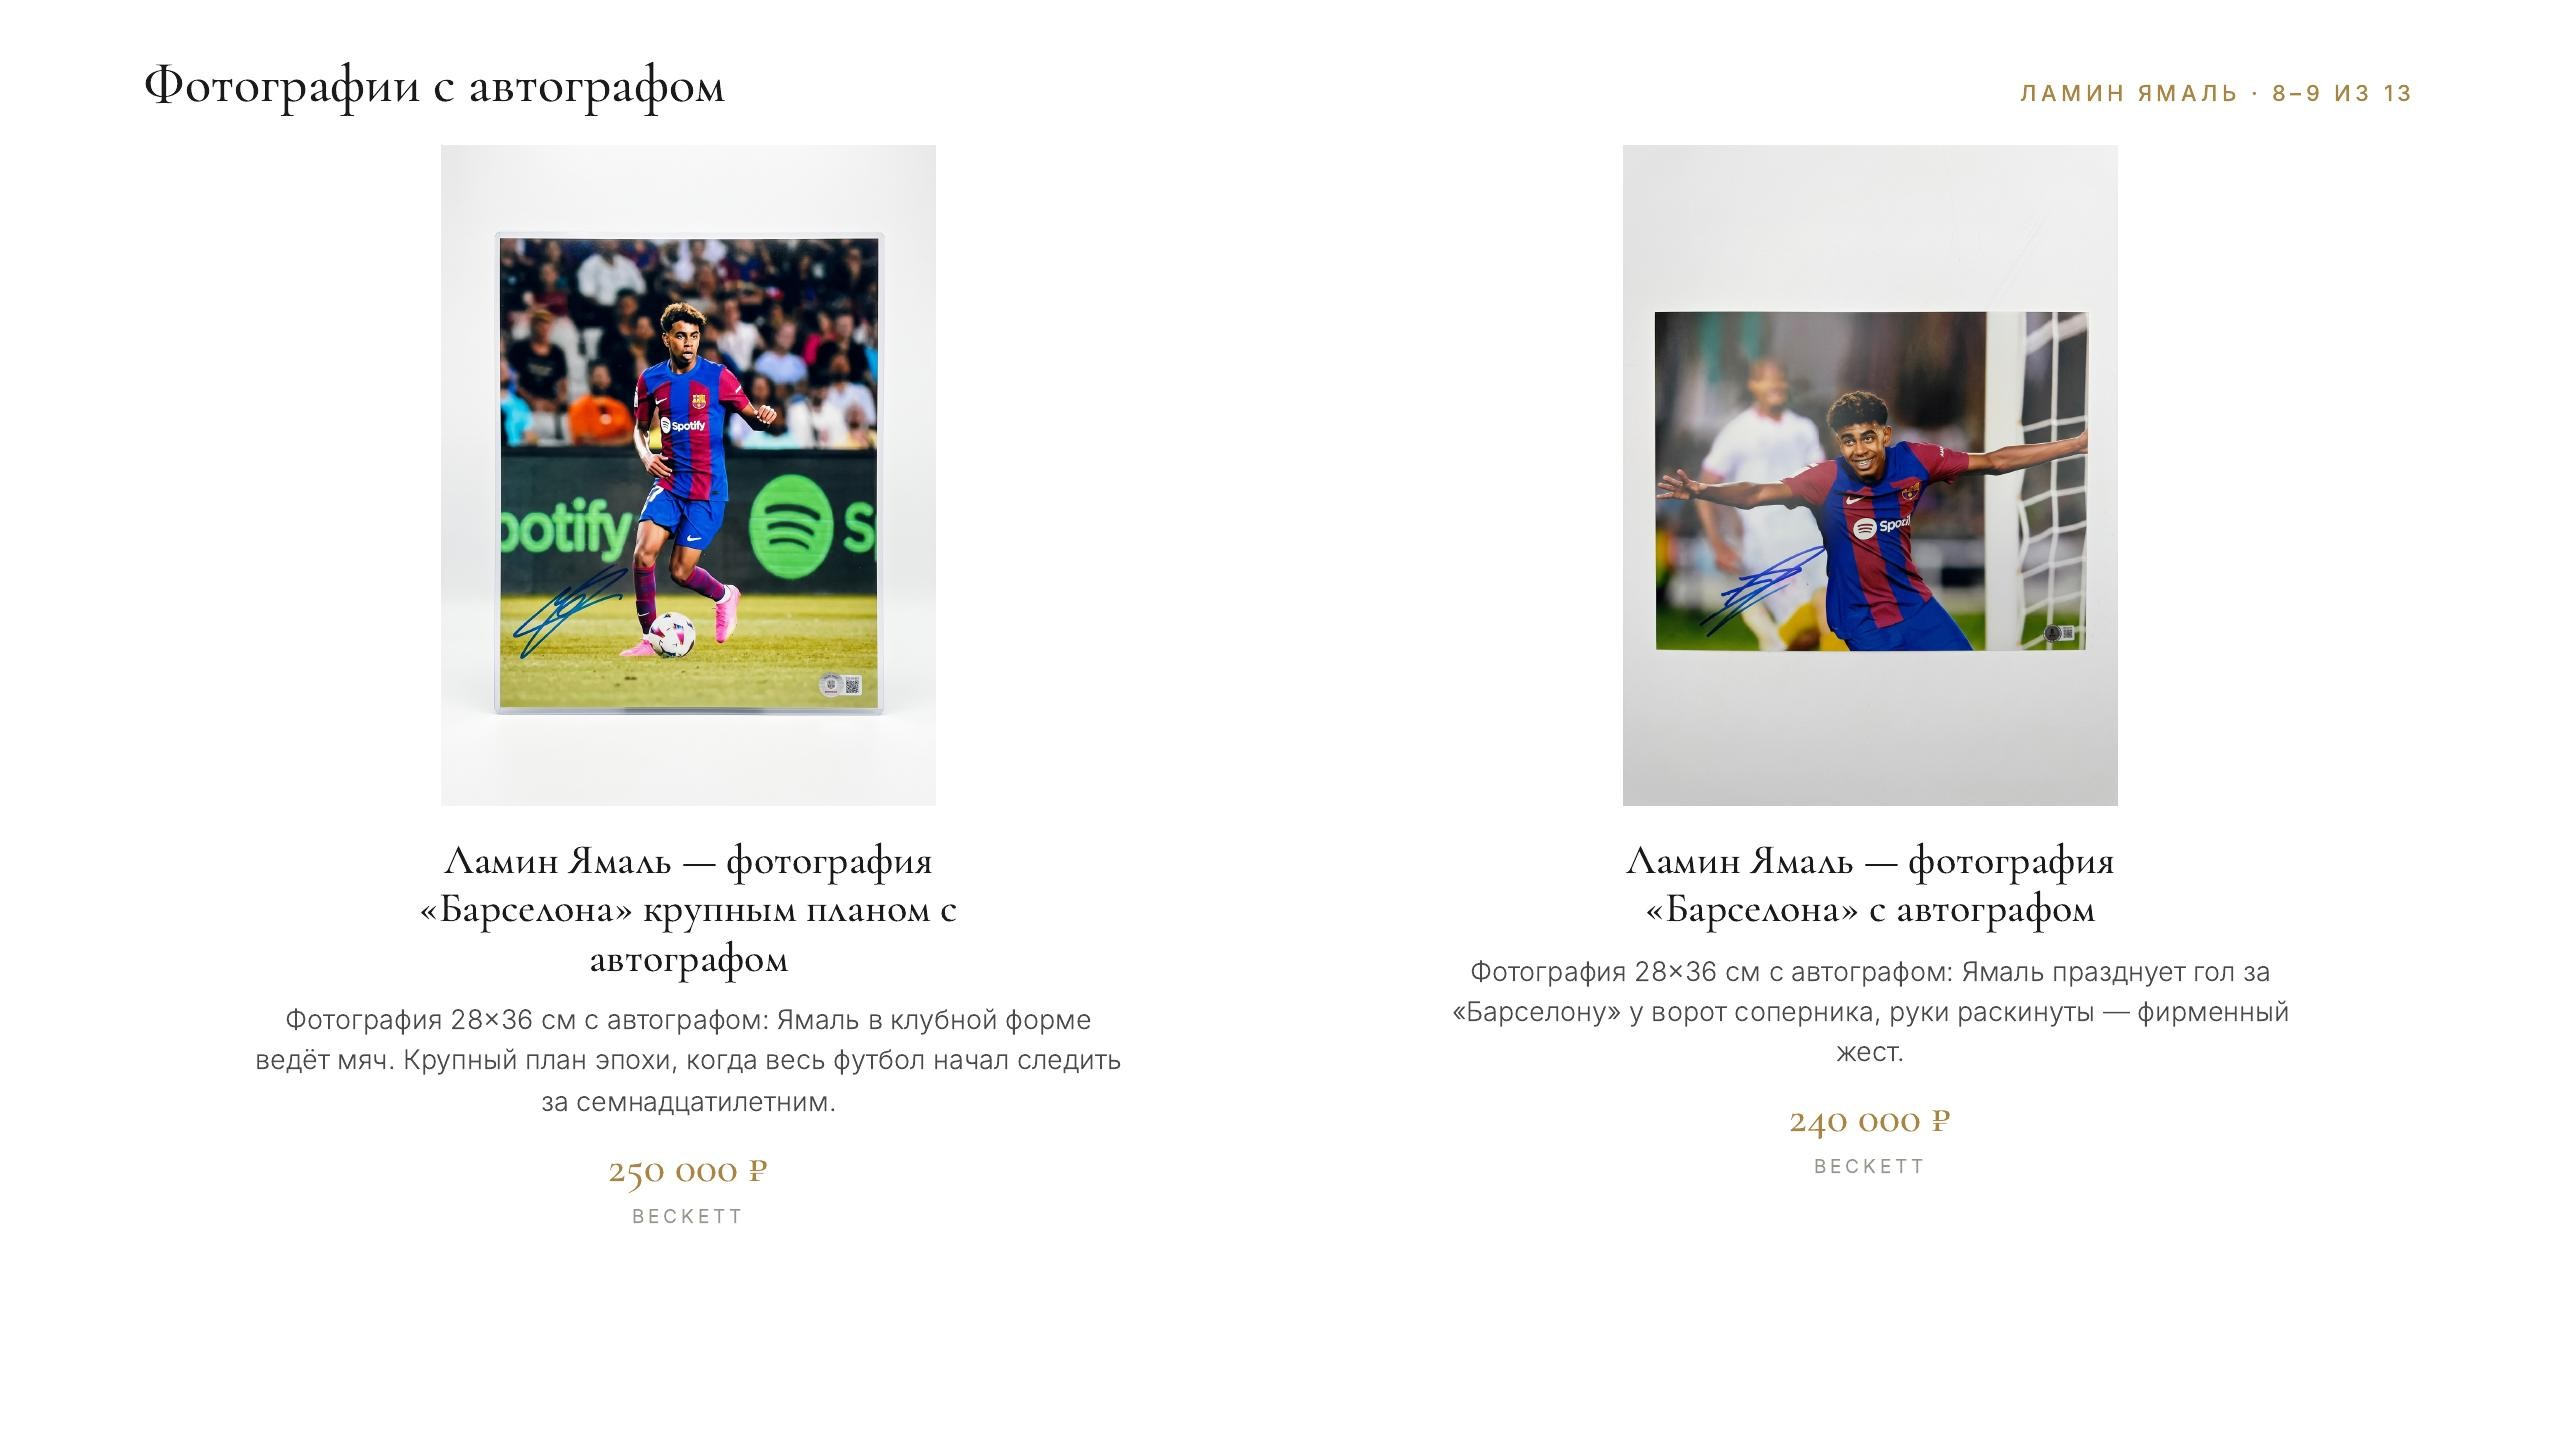 Фотографии с автографом
ЛАМИН ЯМАЛЬ · 8–9 ИЗ 13
Spotify
potify
S
Ламин Ямаль — фотография
«Барселона» крупным планом с
автографом
Фотография 28×36 см с автографом: Ямаль в клубной форме
ведёт мяч. Крупный план эпохи, когда весь футбол начал следить
за семнадцатилетним.
250 000 ₽
BECKETT
Spotif
Ламин Ямаль — фотография
«Барселона» с автографом
Фотография 28×36 см с автографом: Ямаль празднует гол за
«Барселону» у ворот соперника, руки раскинуты — фирменный
жест.
240 000 ₽
BECKETT